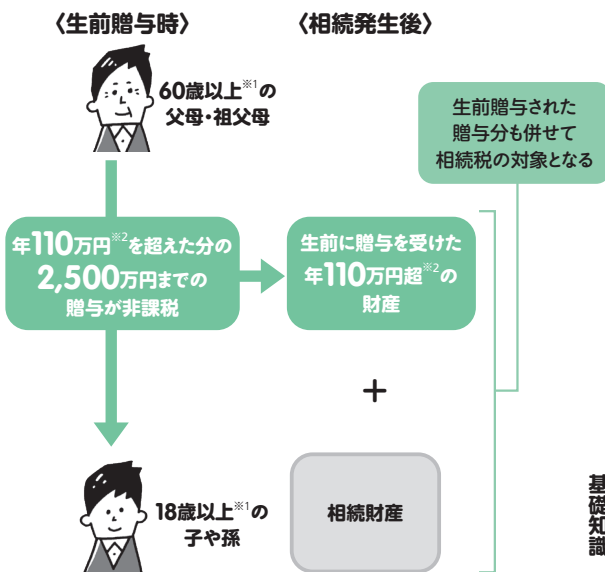 〈生前贈与時〉
〈相続発生後〉
60歳以上※1の
父母・祖父母
生前贈与された
贈与分も併せて
相続税の対象となる
年110万円※2を超えた分の
2,500万円までの
贈与が非課税
生前に贈与を受けた
年110万円超※2の
財産
+
18歳以上※1の
子や孫
相続財産
基礎知識